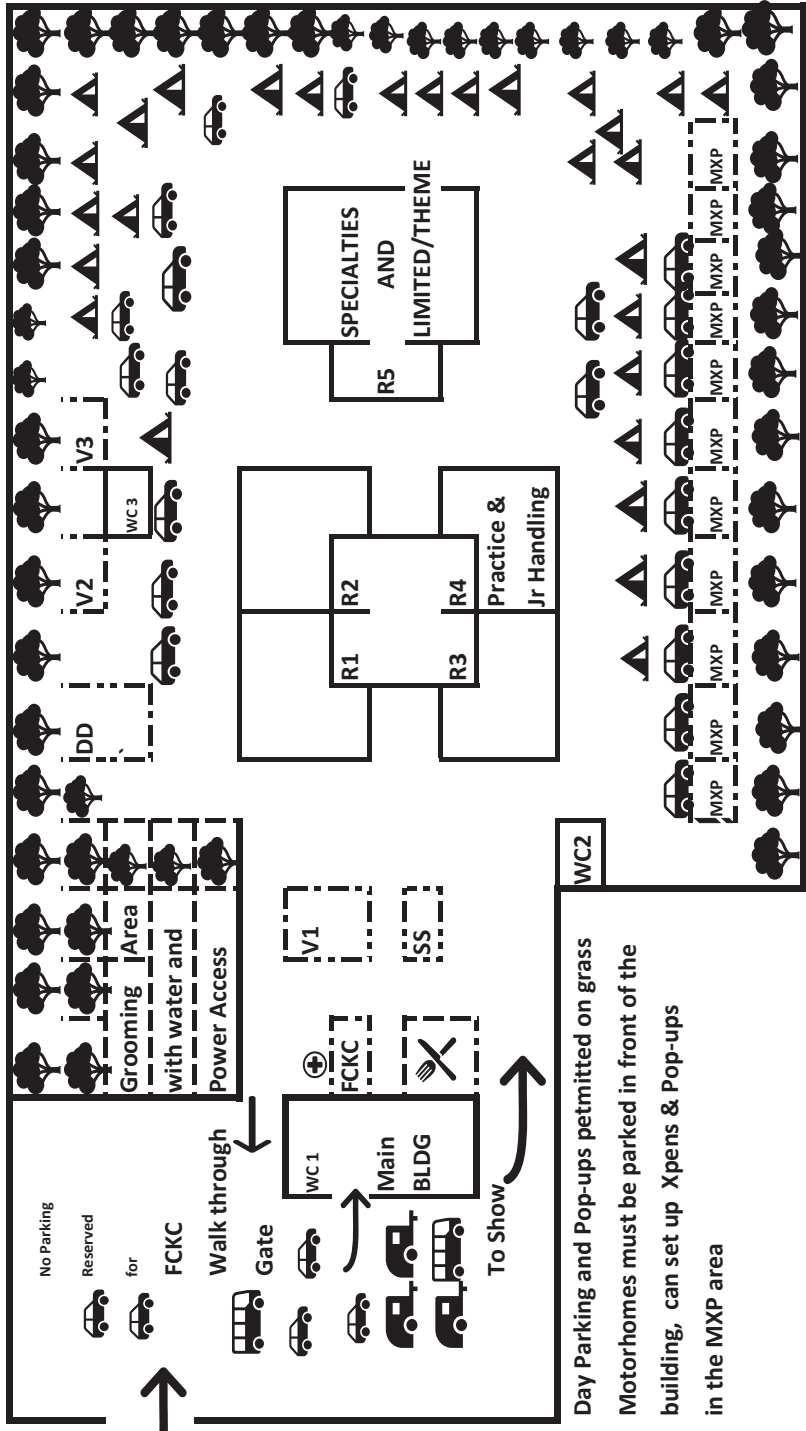 No Parking
Reserved
for
FCKC
Walk through
Gate
To Show
WC 1
Main
BLDG
FCKC
Grooming Area
with water and
Power Access
V1
SS
WC2
DD
`
V2
WC 3
V3
R1
R2
R3
R4
Practice &
Jr Handling
R5
SPECIALTIES
AND
LIMITED/THEME
MXP
MXP
MXP
MXP
MXP
MXP
MXP
MXP
MXP
MXP
MXP
Day Parking and Pop-ups petmitted on grass
Motorhomes must be parked in front of the
building, can set up Xpens & Pop-ups
in the MXP area